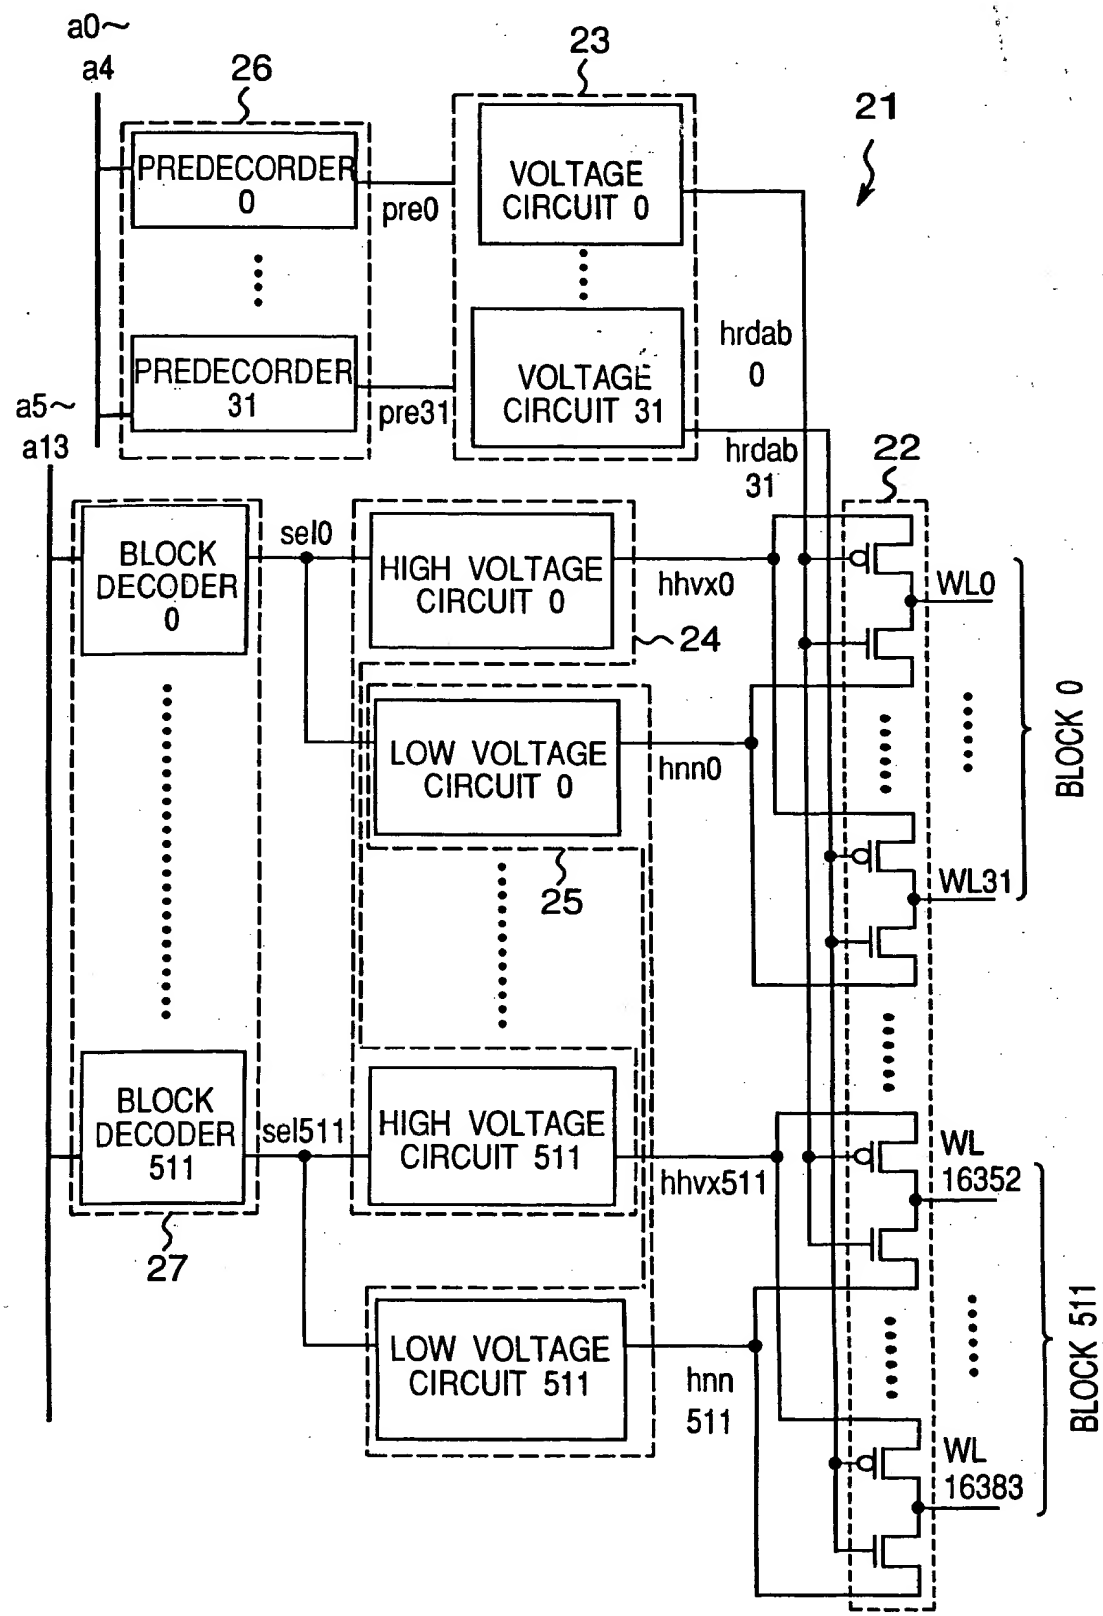 a0~
a4
26
23
21
PREDECORDER
0
pre0
VOLTAGE
CIRCUIT 0
hrdab
0
PREDECORDER
31
pre31
VOLTAGE
CIRCUIT 31
hrdab
31
a5~
a13
22
BLOCK
DECODER
0
sel0
HIGH VOLTAGE
CIRCUIT 0
hhvx0
24
WL0
LOW VOLTAGE
CIRCUIT 0
hnn0
25
WL31
BLOCK 0
BLOCK
DECODER
511
sel511
HIGH VOLTAGE
CIRCUIT 511
hhvx511
WL
16352
27
LOW VOLTAGE
CIRCUIT 511
hnn
511
WL
16383
BLOCK 511